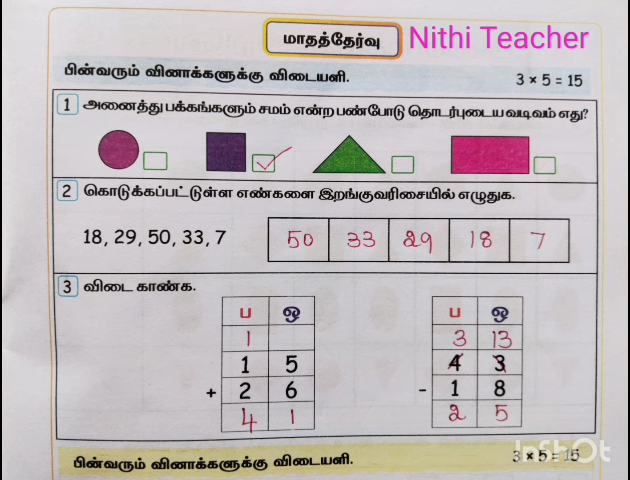 மாதத்தேர்வு Nithi Teacher
பின்வரும் வினாக்களுக்கு விடையளி. 3 × 5 = 15
1 அனைத்து பக்கங்களும் சமம் என்ற பண்போடு தொடர்புடைய வடிவம் எது?
2 கொடுக்கப்பட்டுள்ள எண்களை இறங்குவரிசையில் எழுதுக.
18, 29, 50, 33, 7 50 33 29 18 7
3 விடை காண்க.
ப ஒ ப ஒ
1 3 13
1 5 4 3
+ 2 6 - 1 8
4 1 2 5
பின்வரும் வினாக்களுக்கு விடையளி. 3 × 5 = 15
InShOt